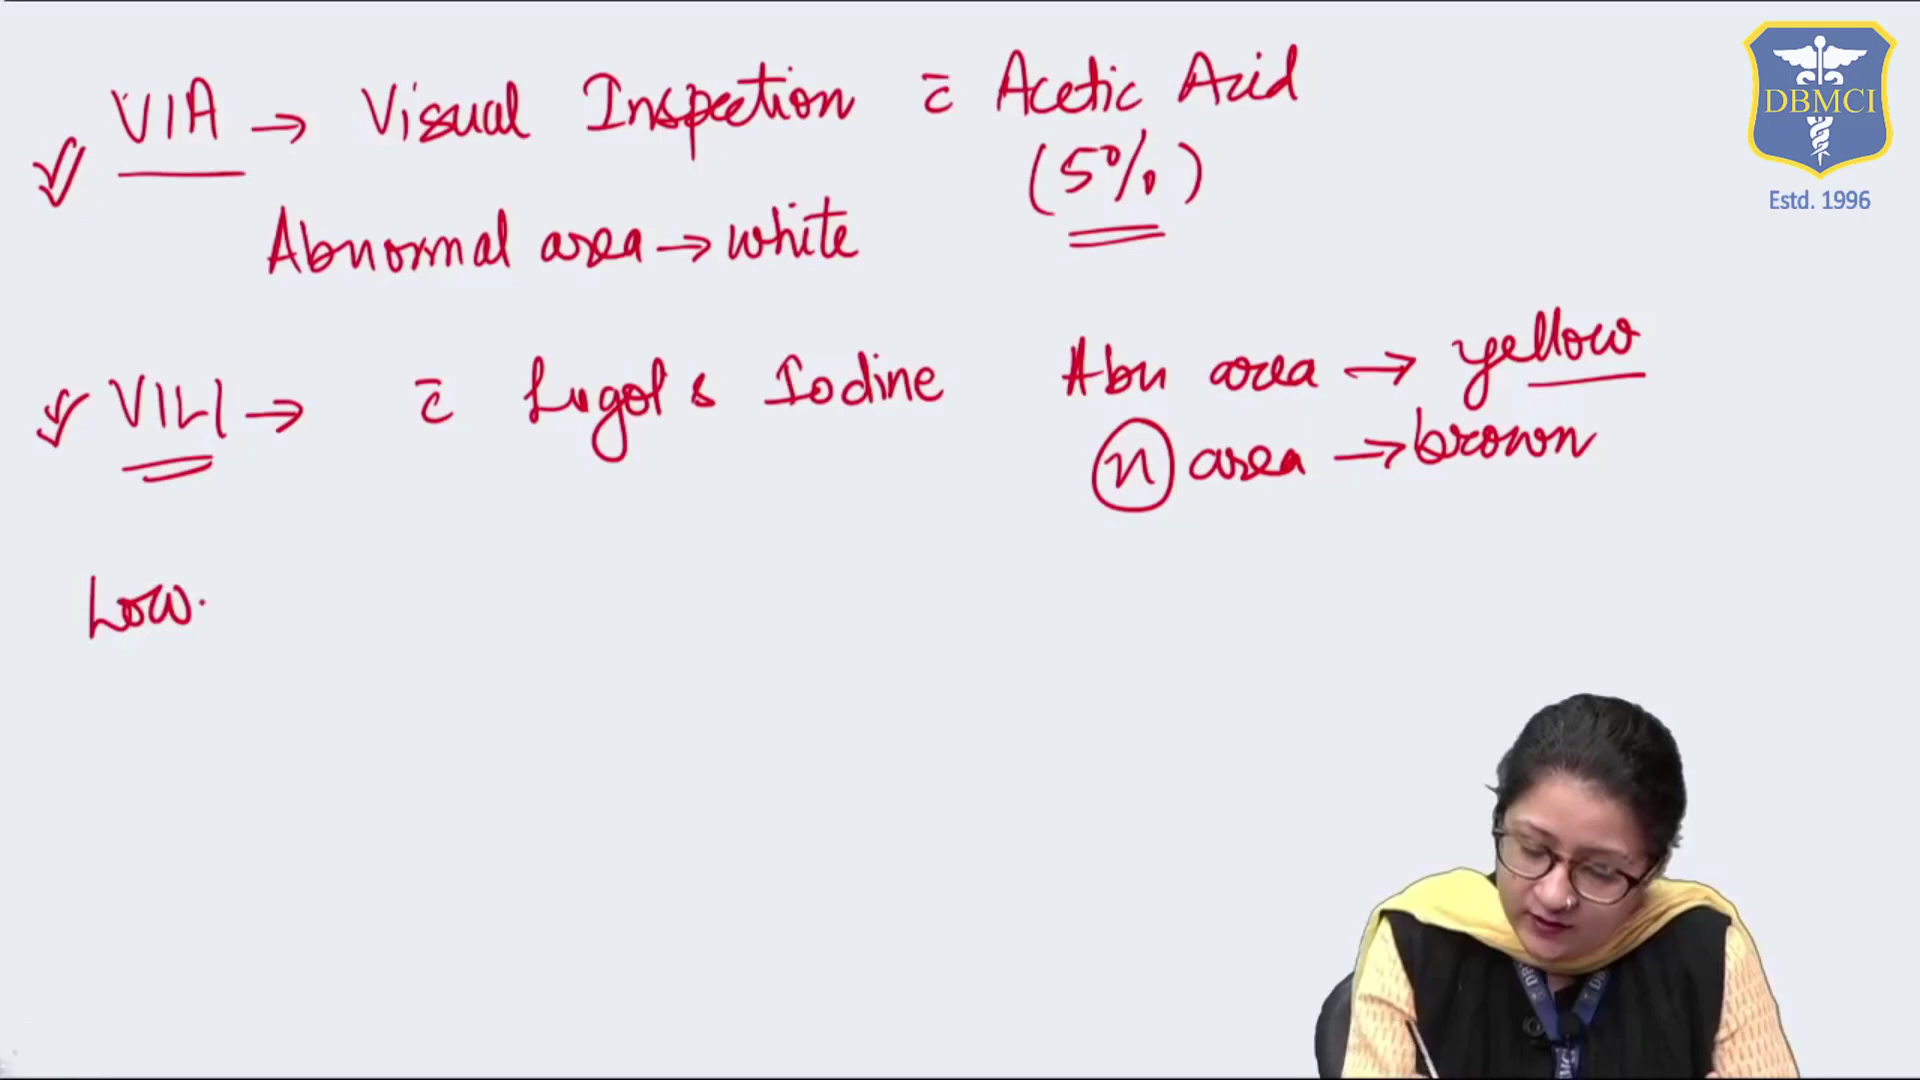 VIA → Visual Inspection c̄ Acetic Acid
(5%)
Abnormal area → white
VILI → c̄ Lugol's Iodine
Abn area → yellow
n area → brown
Low
DBMCI
Estd. 1996